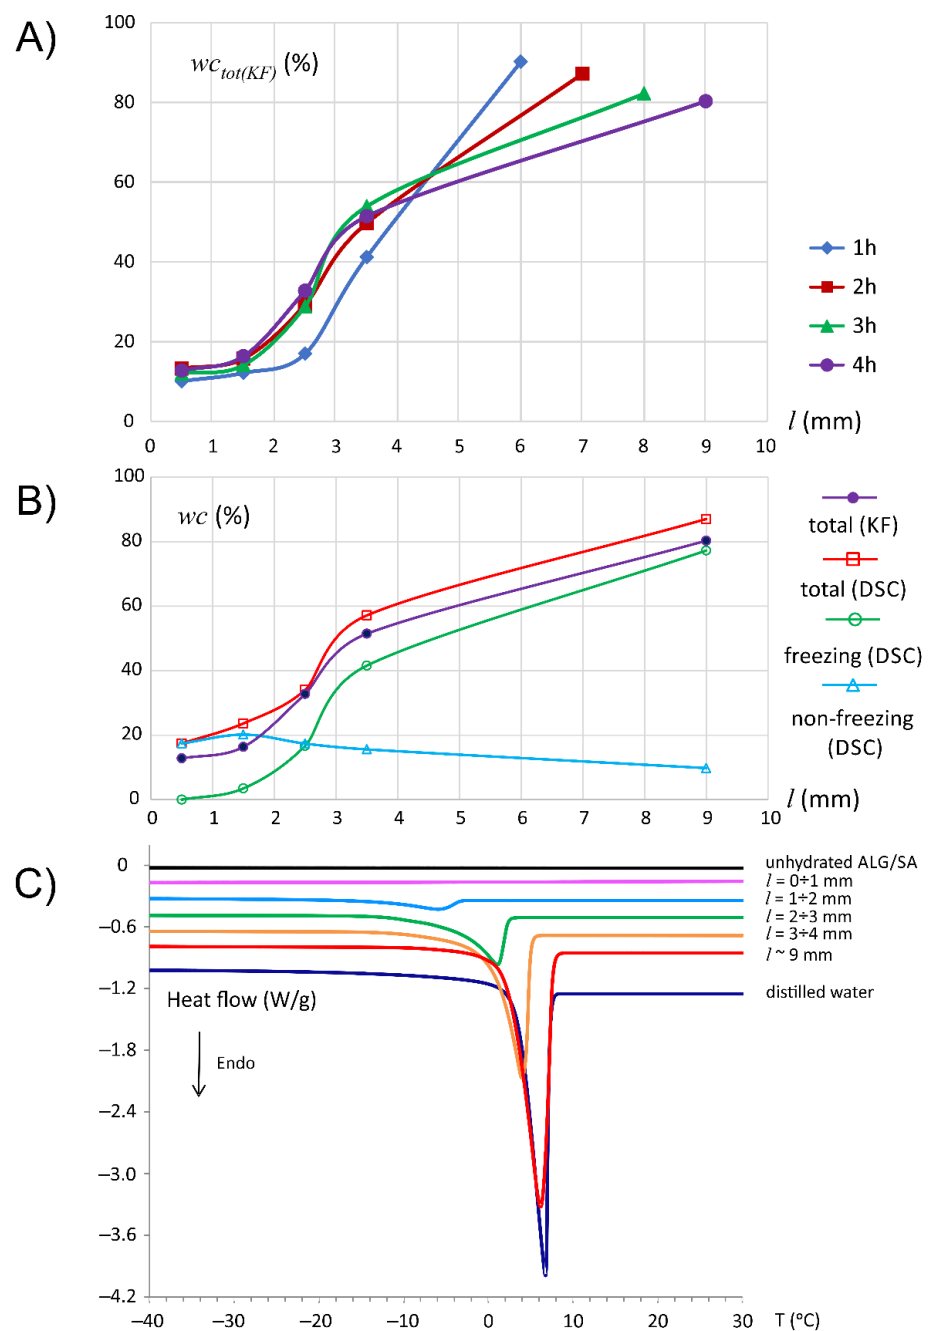 A)
wc tot(KF) (%)
100
80
60
40
20
0
0 1 2 3 4 5 6 7 8 9 10
l (mm)
1h
2h
3h
4h
B)
wc (%)
100
80
60
40
20
0
0 1 2 3 4 5 6 7 8 9 10
l (mm)
total (KF)
total (DSC)
freezing (DSC)
non-freezing
(DSC)
C)
0
−0.6
−1.2
−1.8
−2.4
−3.0
−3.6
−4.2
Heat flow (W/g)
Endo
unhydrated ALG/SA
l = 0÷1 mm
l = 1÷2 mm
l = 2÷3 mm
l = 3÷4 mm
l ~ 9 mm
distilled water
−40 −30 −20 −10 0 10 20 30
T (°C)